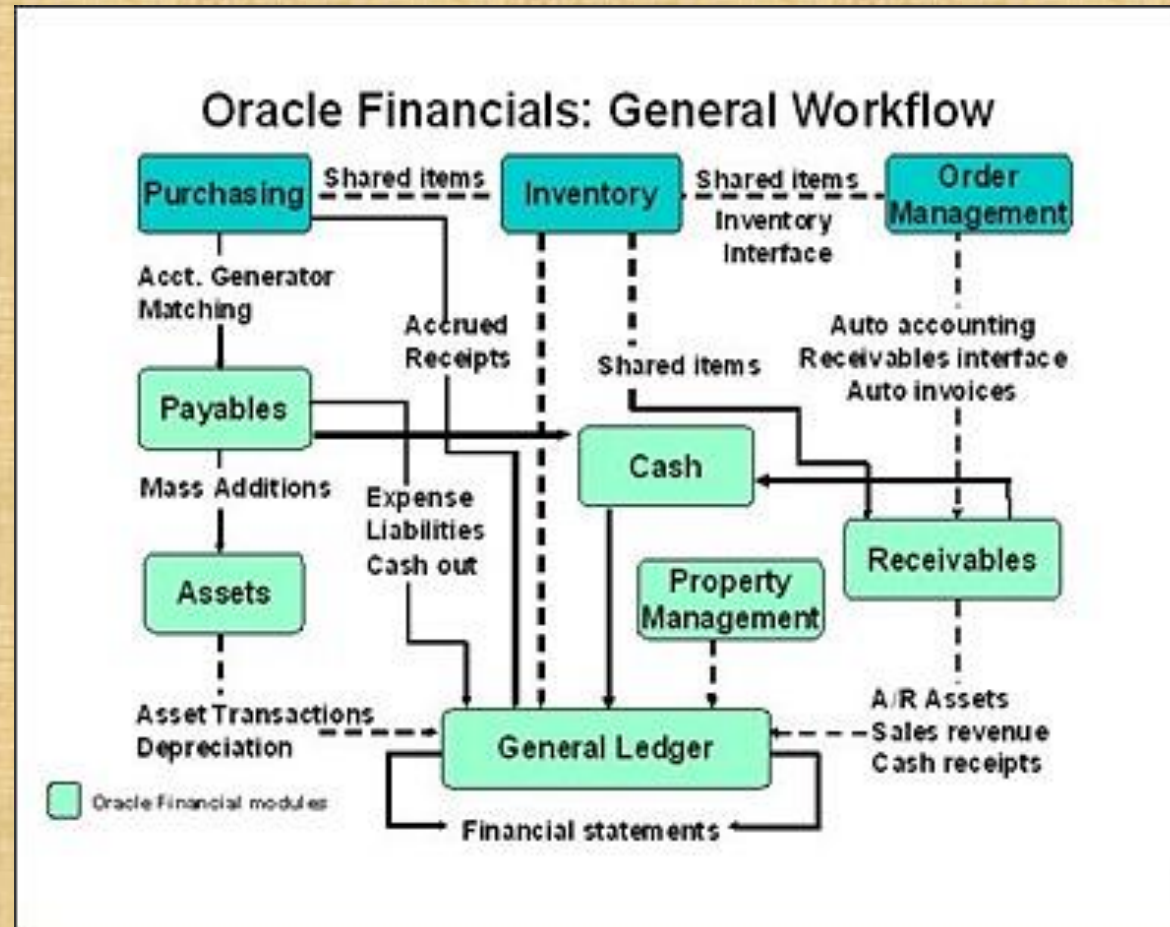 Oracle Financials: General Workflow
Purchasing
Shared items
Inventory
Shared items
Inventory
Interface
Order
Management
Acct. Generator
Matching
Accrued
Receipts
Shared items
Auto accounting
Receivables interface
Auto invoices
Payables
Cash
Mass Additions
Expense
Liabilities
Cash out
Receivables
Assets
Property
Management
Asset Transactions
Depreciation
General Ledger
A/R Assets
Sales revenue
Cash receipts
Oracle Financial modules
Financial statements